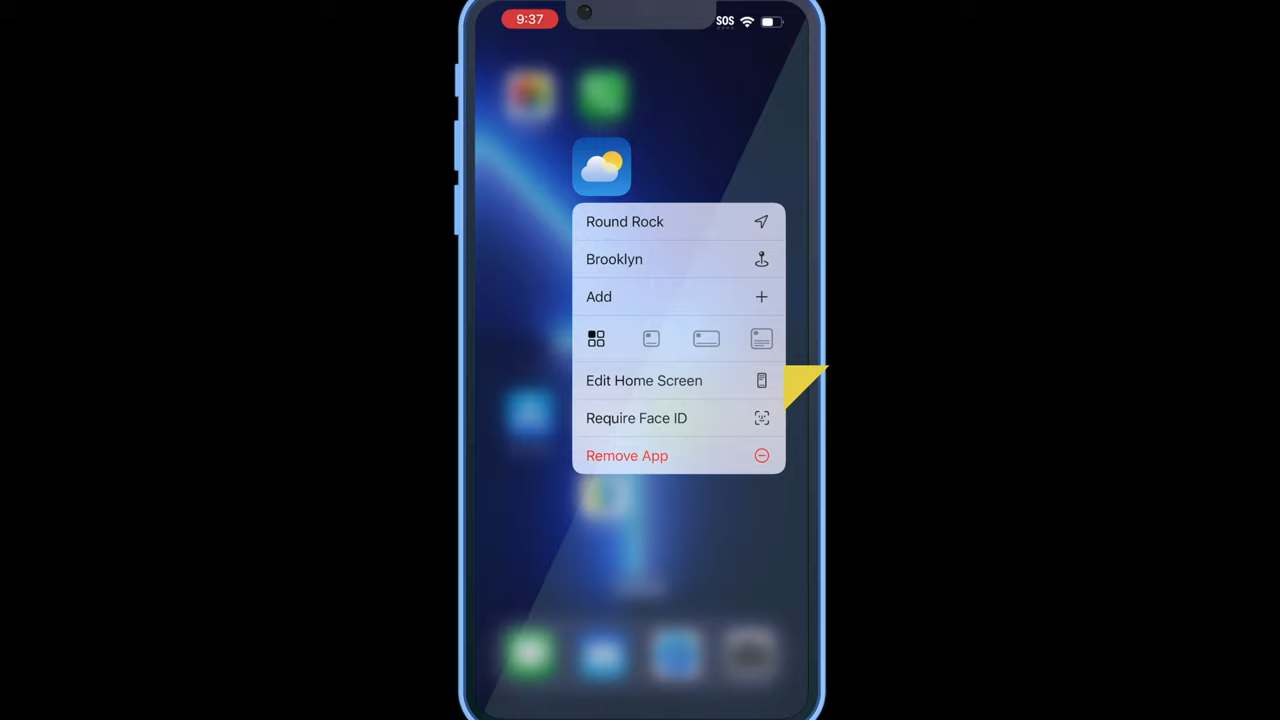 9:37
SOS
Round Rock
Brooklyn
Add
Edit Home Screen
Require Face ID
Remove App